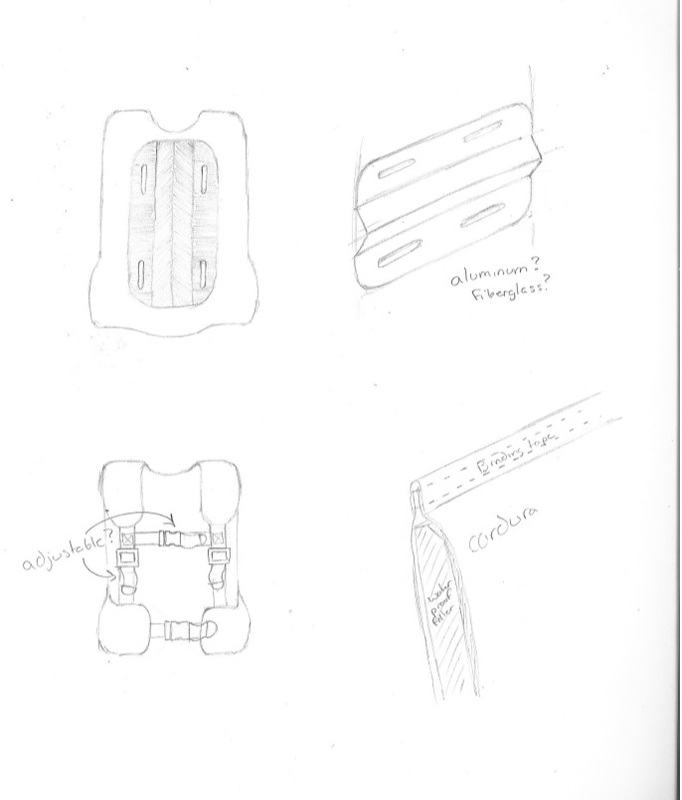 aluminum?
Fiberglass?
Binding tape
cordura
adjustable?
water
proof
filler